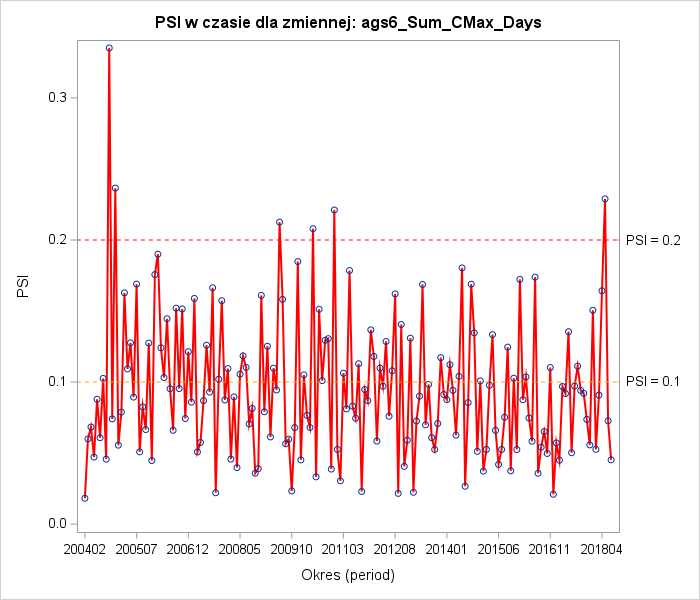 PSI w czasie dla zmiennej: ags6_Sum_CMax_Days
0.3
0.2
PSI = 0.2
PSI
0.1
PSI = 0.1
0.0
200402 200507 200612 200805 200910 201103 201208 201401 201506 201611 201804
Okres (period)